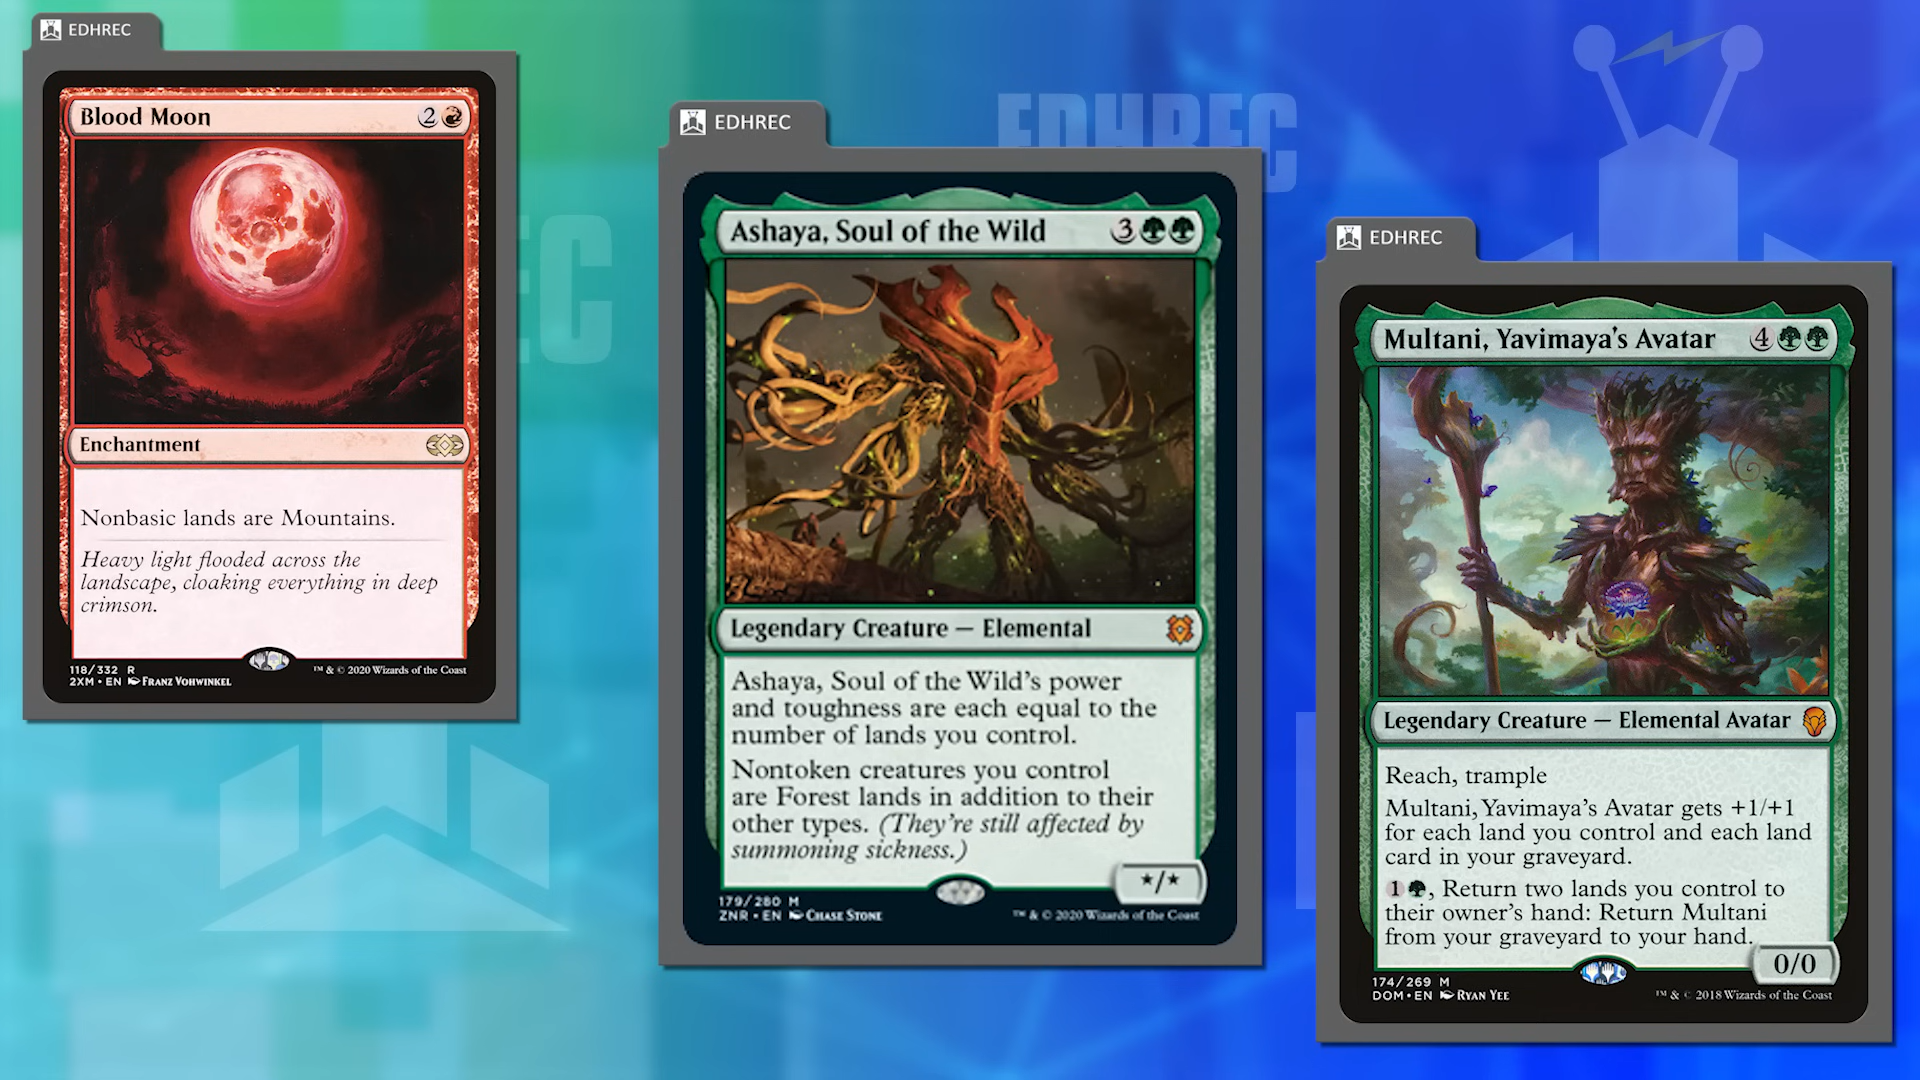 EDHREC
Blood Moon 2
Enchantment
Nonbasic lands are Mountains.
Heavy light flooded across the
landscape, cloaking everything in deep
crimson.
118/332 R
2XM • EN Franz Vohwinkel
™ & © 2020 Wizards of the Coast
EDHREC
EDHREC
Ashaya, Soul of the Wild 3
Legendary Creature — Elemental
Ashaya, Soul of the Wild's power
and toughness are each equal to the
number of lands you control.
Nontoken creatures you control
are Forest lands in addition to their
other types. (They're still affected by
summoning sickness.)
*/*
179/280 M
ZNR • EN Chase Stone
™ & © 2020 Wizards of the Coast
EDHREC
Multani, Yavimaya's Avatar 4
Legendary Creature — Elemental Avatar
Reach, trample
Multani, Yavimaya's Avatar gets +1/+1
for each land you control and each land
card in your graveyard.
1, Return two lands you control to
their owner's hand: Return Multani
from your graveyard to your hand.
0/0
174/269 M
DOM • EN Ryan Yee
™ & © 2018 Wizards of the Coast